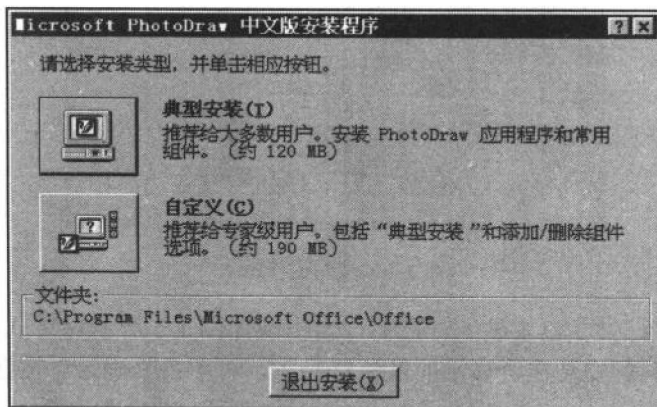 Microsoft PhotoDraw 中文版安装程序
请选择安装类型，并单击相应按钮。
典型安装(T)
推荐给大多数用户。安装 PhotoDraw 应用程序和常用
组件。（约 120 MB）
自定义(C)
推荐给专家级用户。包括“典型安装”和添加/删除组件
选项。（约 190 MB）
文件夹:
C:\Program Files\Microsoft Office\Office
退出安装(X)